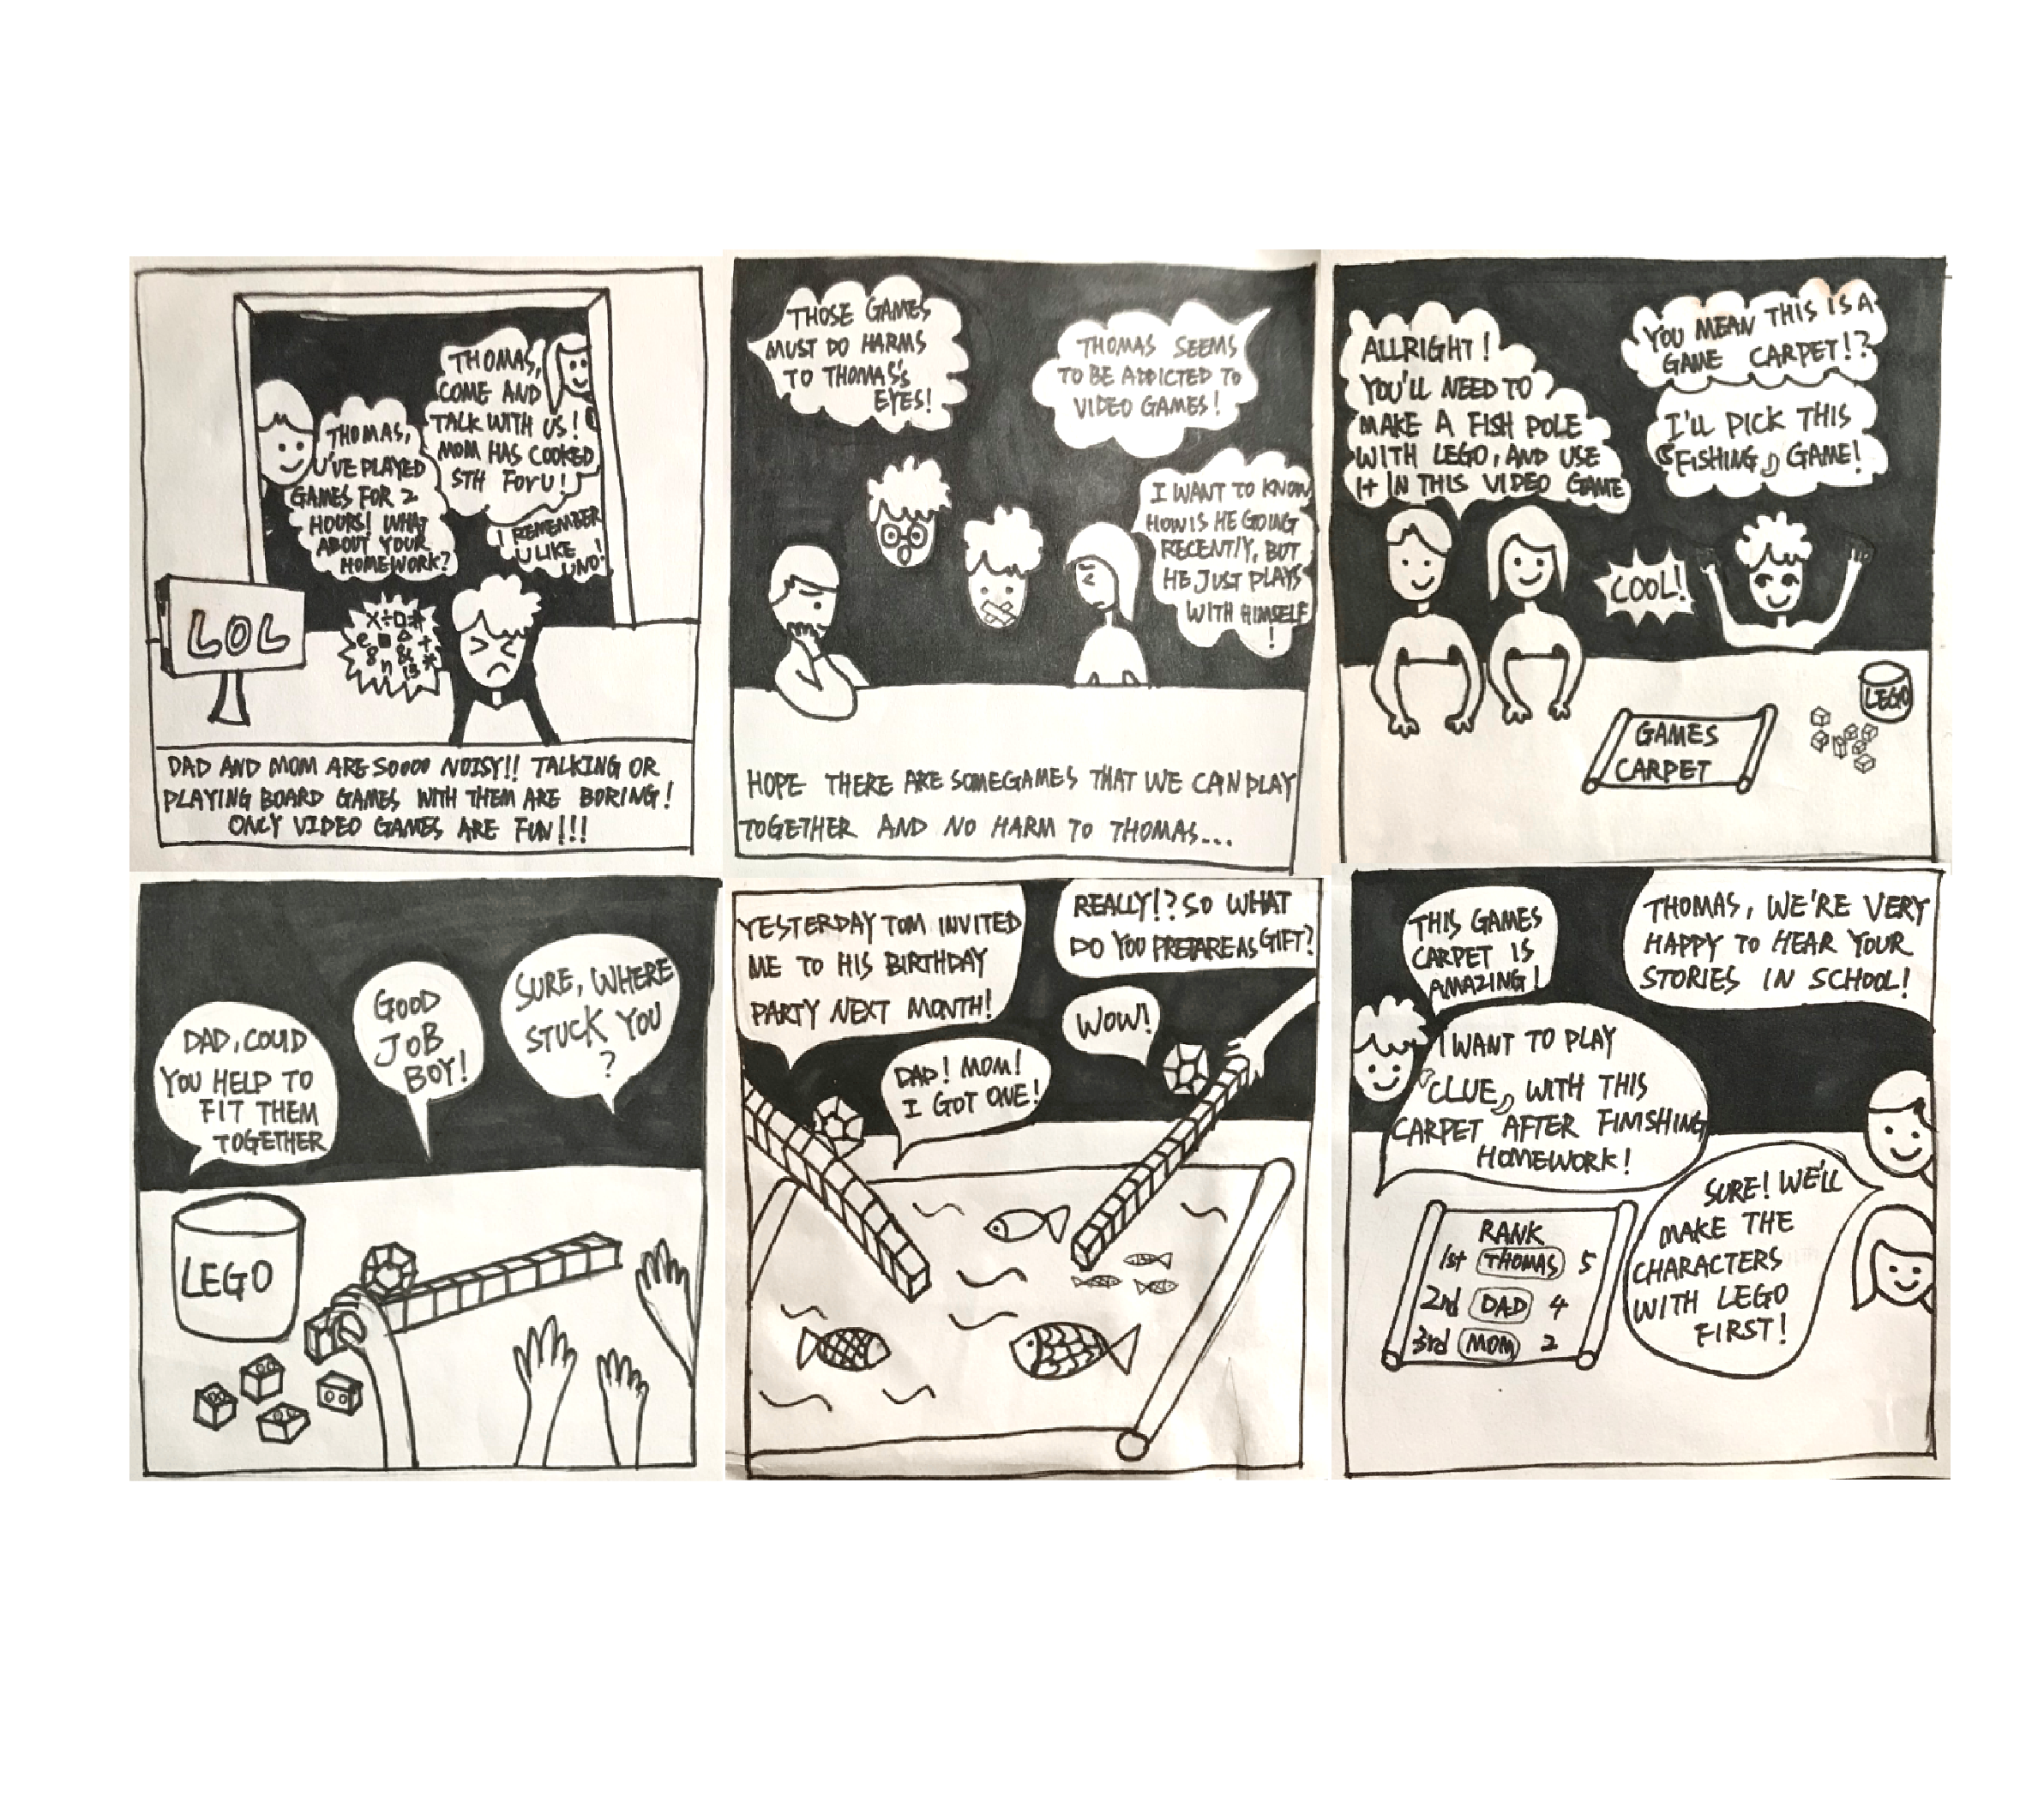 THOMAS,
COME AND
TALK WITH US!
MOM HAS COOKED
STH FOR U!
THOMAS,
U'VE PLAYED
GAMES FOR 2
HOURS! WHAT
ABOUT YOUR
HOMEWORK?
I REMEMBER
U LIKE
UNO!
LOL
DAD AND MOM ARE SOOOO NOISY!! TALKING OR
PLAYING BOARD GAMES WITH THEM ARE BORING!
ONLY VIDEO GAMES ARE FUN!!!
THOSE GAMES
MUST DO HARMS
TO THOMAS'S
EYES!
THOMAS SEEMS
TO BE ADDICTED TO
VIDEO GAMES!
I WANT TO KNOW
HOW IS HE GOING
RECENTLY, BUT
HE JUST PLAYS
WITH HIMSELF
!
HOPE THERE ARE SOMEGAMES THAT WE CAN PLAY
TOGETHER AND NO HARM TO THOMAS...
ALLRIGHT!
YOU'LL NEED TO
MAKE A FISH POLE
WITH LEGO, AND USE
It IN THIS VIDEO GAME
YOU MEAN THIS IS A
GAME CARPET!?
I'LL PICK THIS
「FISHING」 GAME!
COOL!
LEGO
GAMES
CARPET
DAD, COULD
YOU HELP TO
FIT THEM
TOGETHER
GOOD
JOB
BOY!
SURE, WHERE
STUCK YOU
?
LEGO
YESTERDAY TOM INVITED
ME TO HIS BIRTHDAY
PARTY NEXT MONTH!
REALLY!? SO WHAT
DO YOU PREPARE AS GIFT?
WOW!
DAD! MOM!
I GOT ONE!
THIS GAMES
CARPET IS
AMAZING!
THOMAS, WE'RE VERY
HAPPY TO HEAR YOUR
STORIES IN SCHOOL!
I WANT TO PLAY
「CLUE」 WITH THIS
CARPET AFTER FINISHING
HOMEWORK!
SURE! WE'LL
MAKE THE
CHARACTERS
WITH LEGO
FIRST!
RANK
1st THOMAS 5
2nd DAD 4
3rd MOM 2